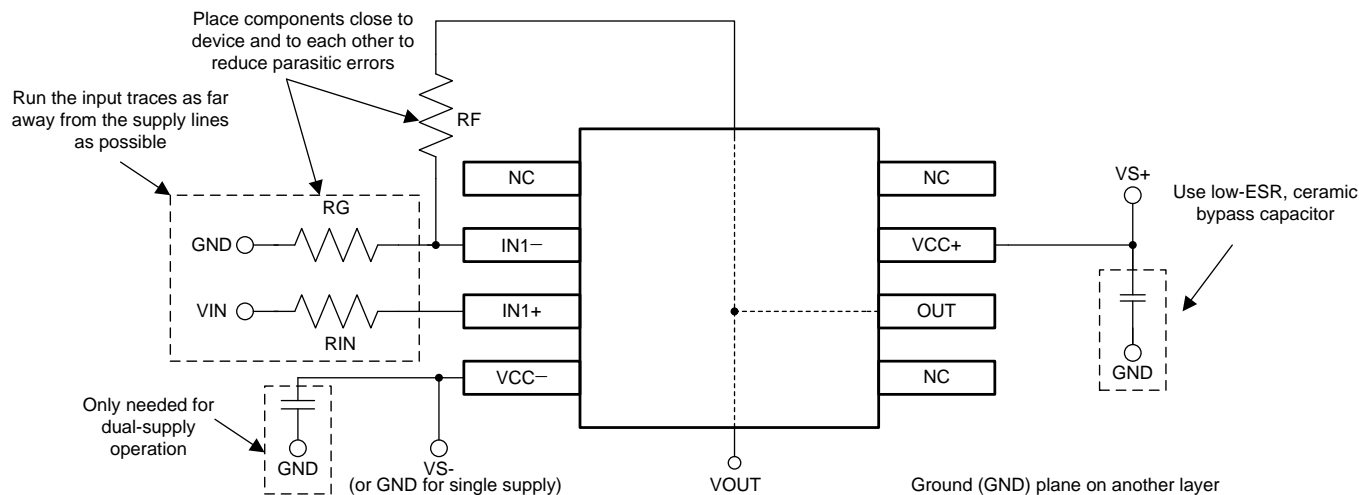 Place components close to
device and to each other to
reduce parasitic errors
Run the input traces as far
away from the supply lines
as possible
RF
NC
NC
VS+
Use low-ESR, ceramic
bypass capacitor
RG
GND
IN1−
VCC+
VIN
IN1+
OUT
RIN
VCC−
NC
GND
Only needed for
dual-supply
operation
GND
VS-
(or GND for single supply)
VOUT
Ground (GND) plane on another layer